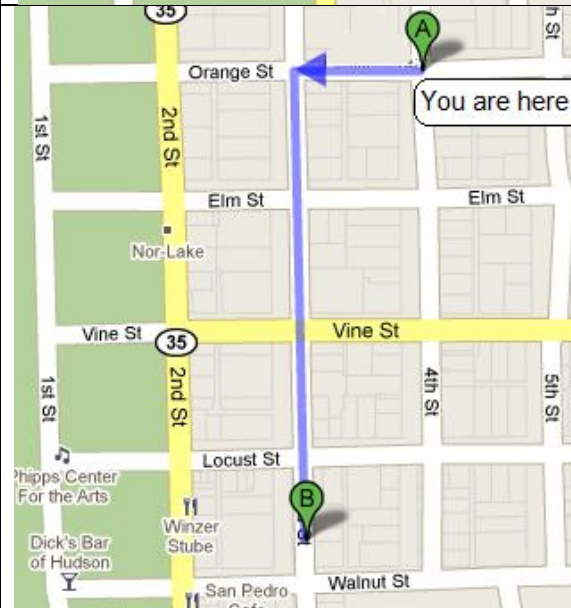 35
A
Orange St
You are here
1st St
2nd St
Elm St
Elm St
Nor-Lake
Vine St
35
Vine St
1st St
2nd St
4th St
5th St
Locust St
Phipps Center
For the Arts
B
Winzer
Stube
Dick's Bar
of Hudson
Walnut St
San Pedro